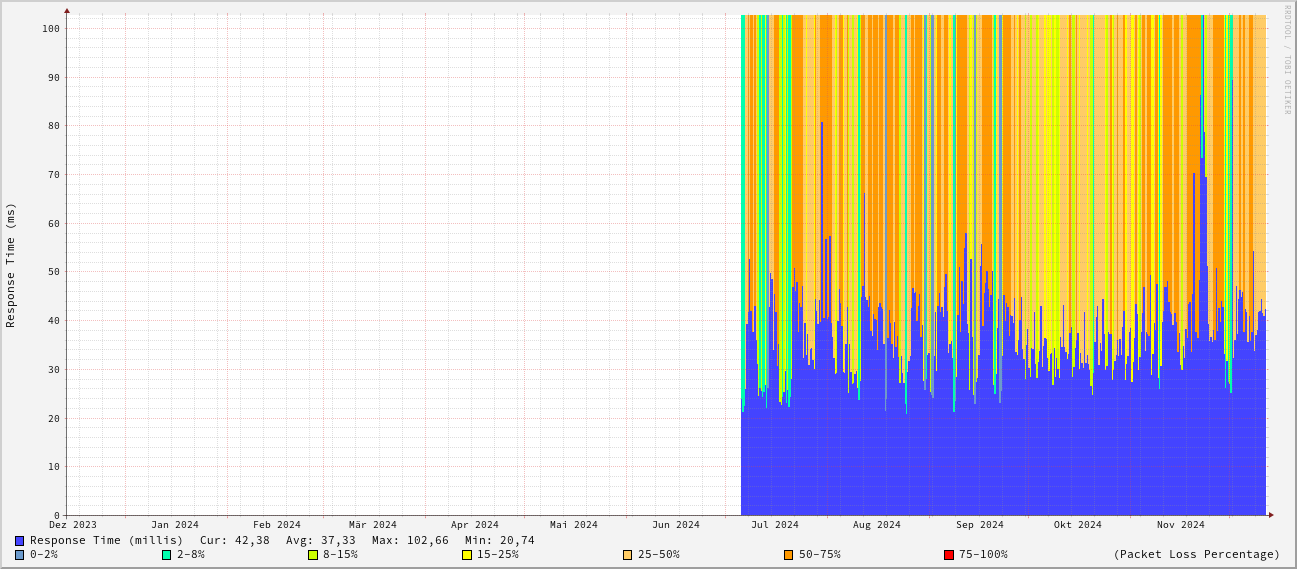 RRDTOOL / TOBI OETIKER
Response Time (ms)
100
90
80
70
60
50
40
30
20
10
0
Dez 2023 Jan 2024 Feb 2024 Mär 2024 Apr 2024 Mai 2024 Jun 2024 Jul 2024 Aug 2024 Sep 2024 Okt 2024 Nov 2024
Response Time (millis) Cur: 42,38 Avg: 37,33 Max: 102,66 Min: 20,74
0-2% 2-8% 8-15% 15-25% 25-50% 50-75% 75-100% (Packet Loss Percentage)